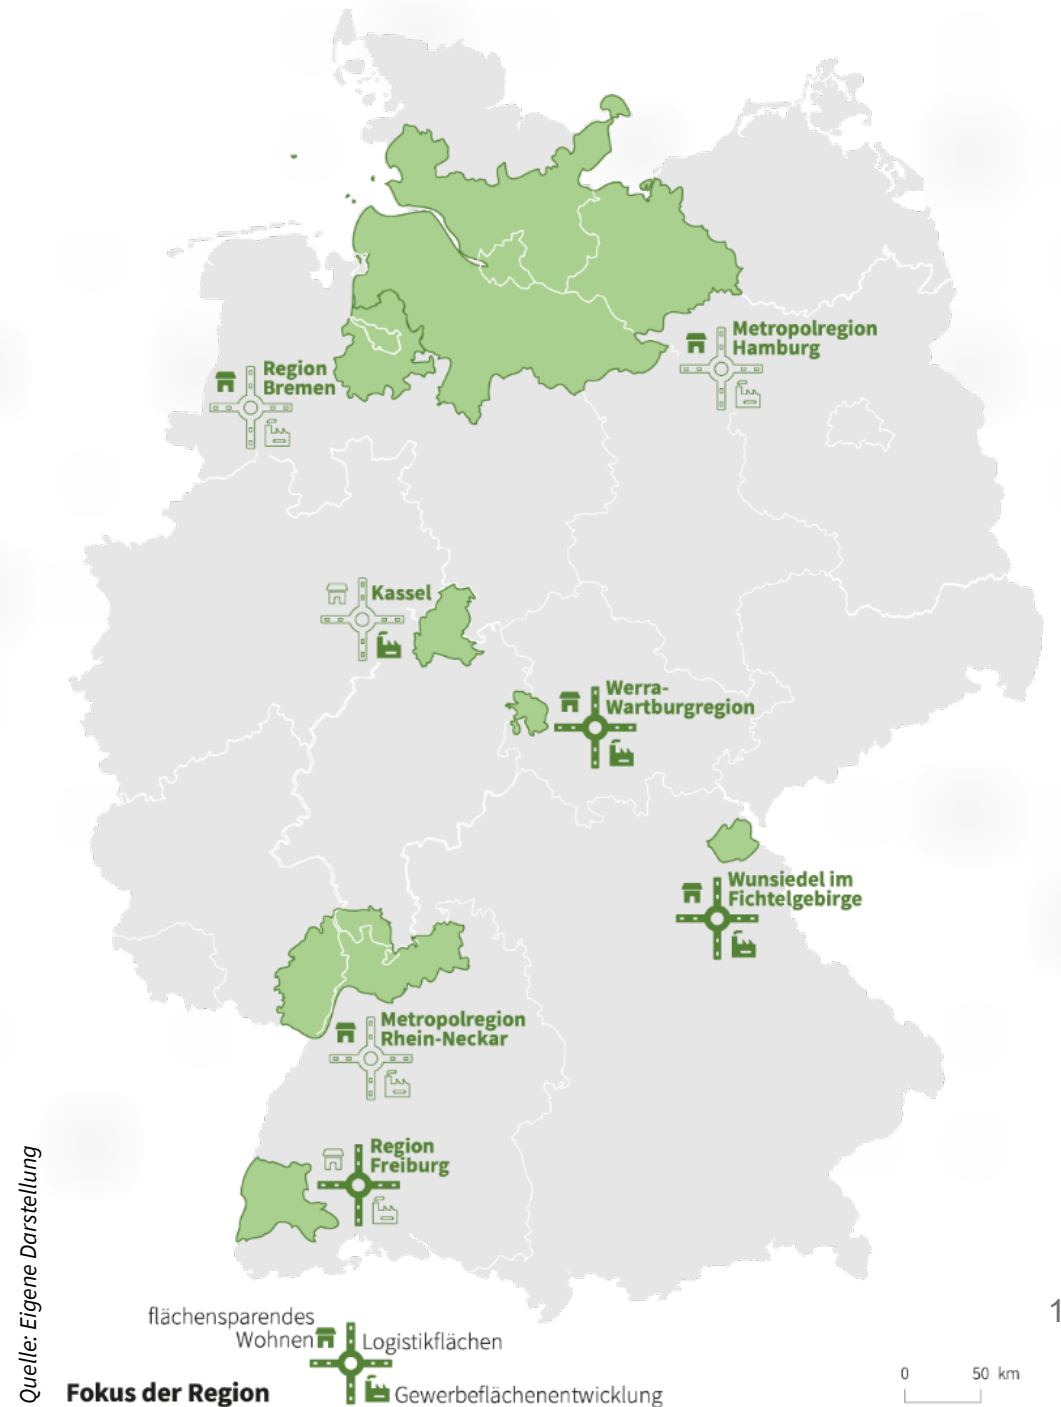 Metropolregion
Hamburg
Region
Bremen
Kassel
Werra-
Wartburgregion
Wunsiedel im
Fichtelgebirge
Metropolregion
Rhein-Neckar
Region
Freiburg
Quelle: Eigene Darstellung
1
flächensparendes
Wohnen
Logistikflächen
Fokus der Region
Gewerbeflächenentwicklung
0 50 km